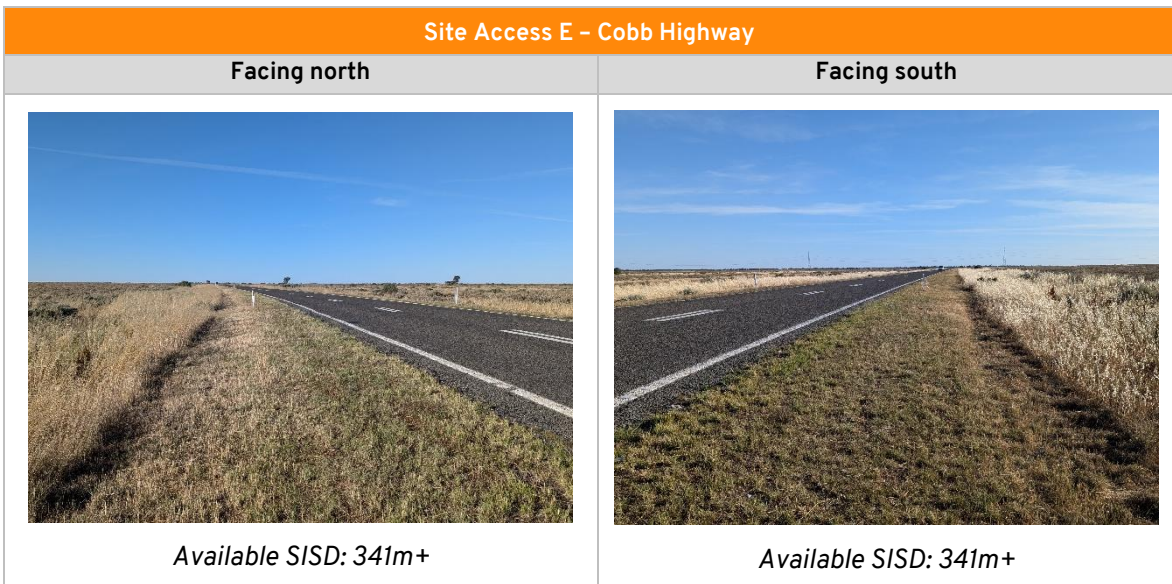 Site Access E – Cobb Highway
Facing north
Facing south
Available SISD: 341m+
Available SISD: 341m+